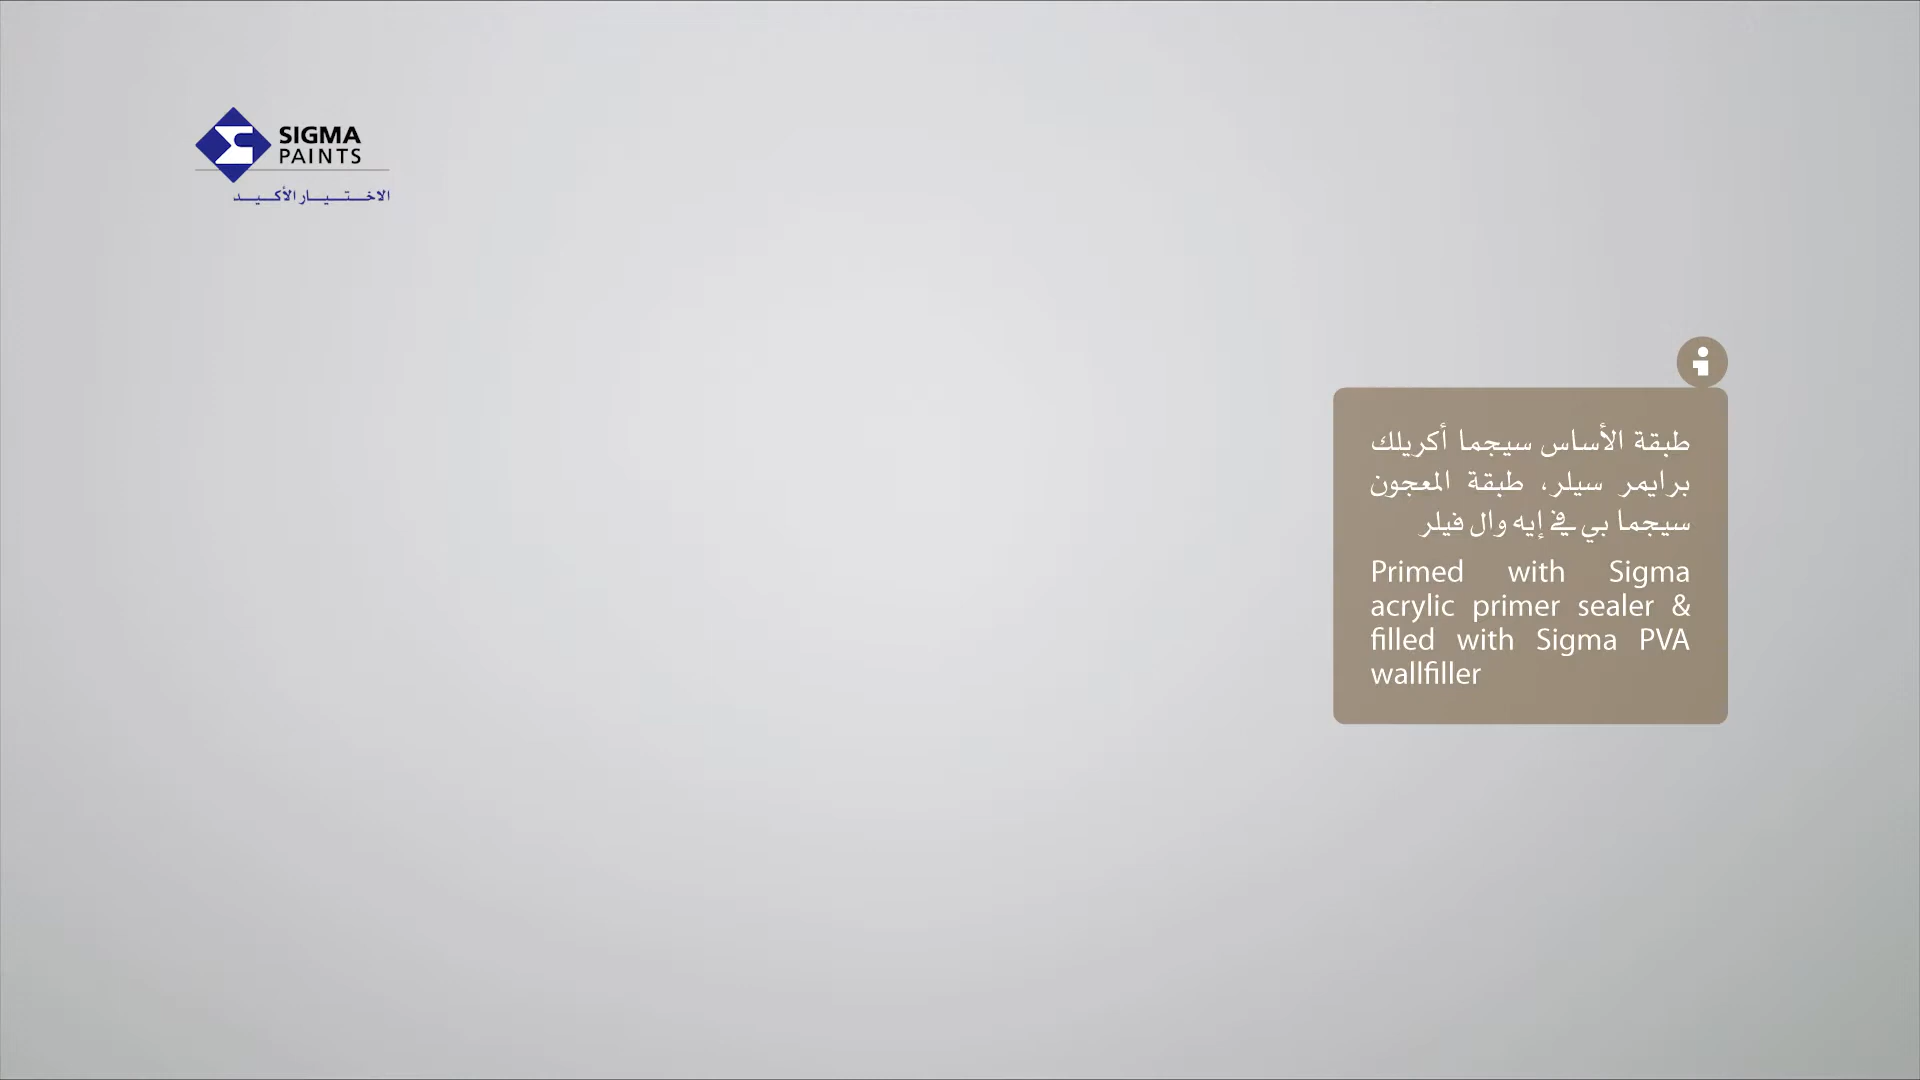 SIGMA
PAINTS
الاختيار الأكيد
طبقة الأساس سيجما أكريلك
برايمر سيلر، طبقة المعجون
سيجما بي في إيه وال فيلر
Primed with Sigma
acrylic primer sealer &
filled with Sigma PVA
wallfiller